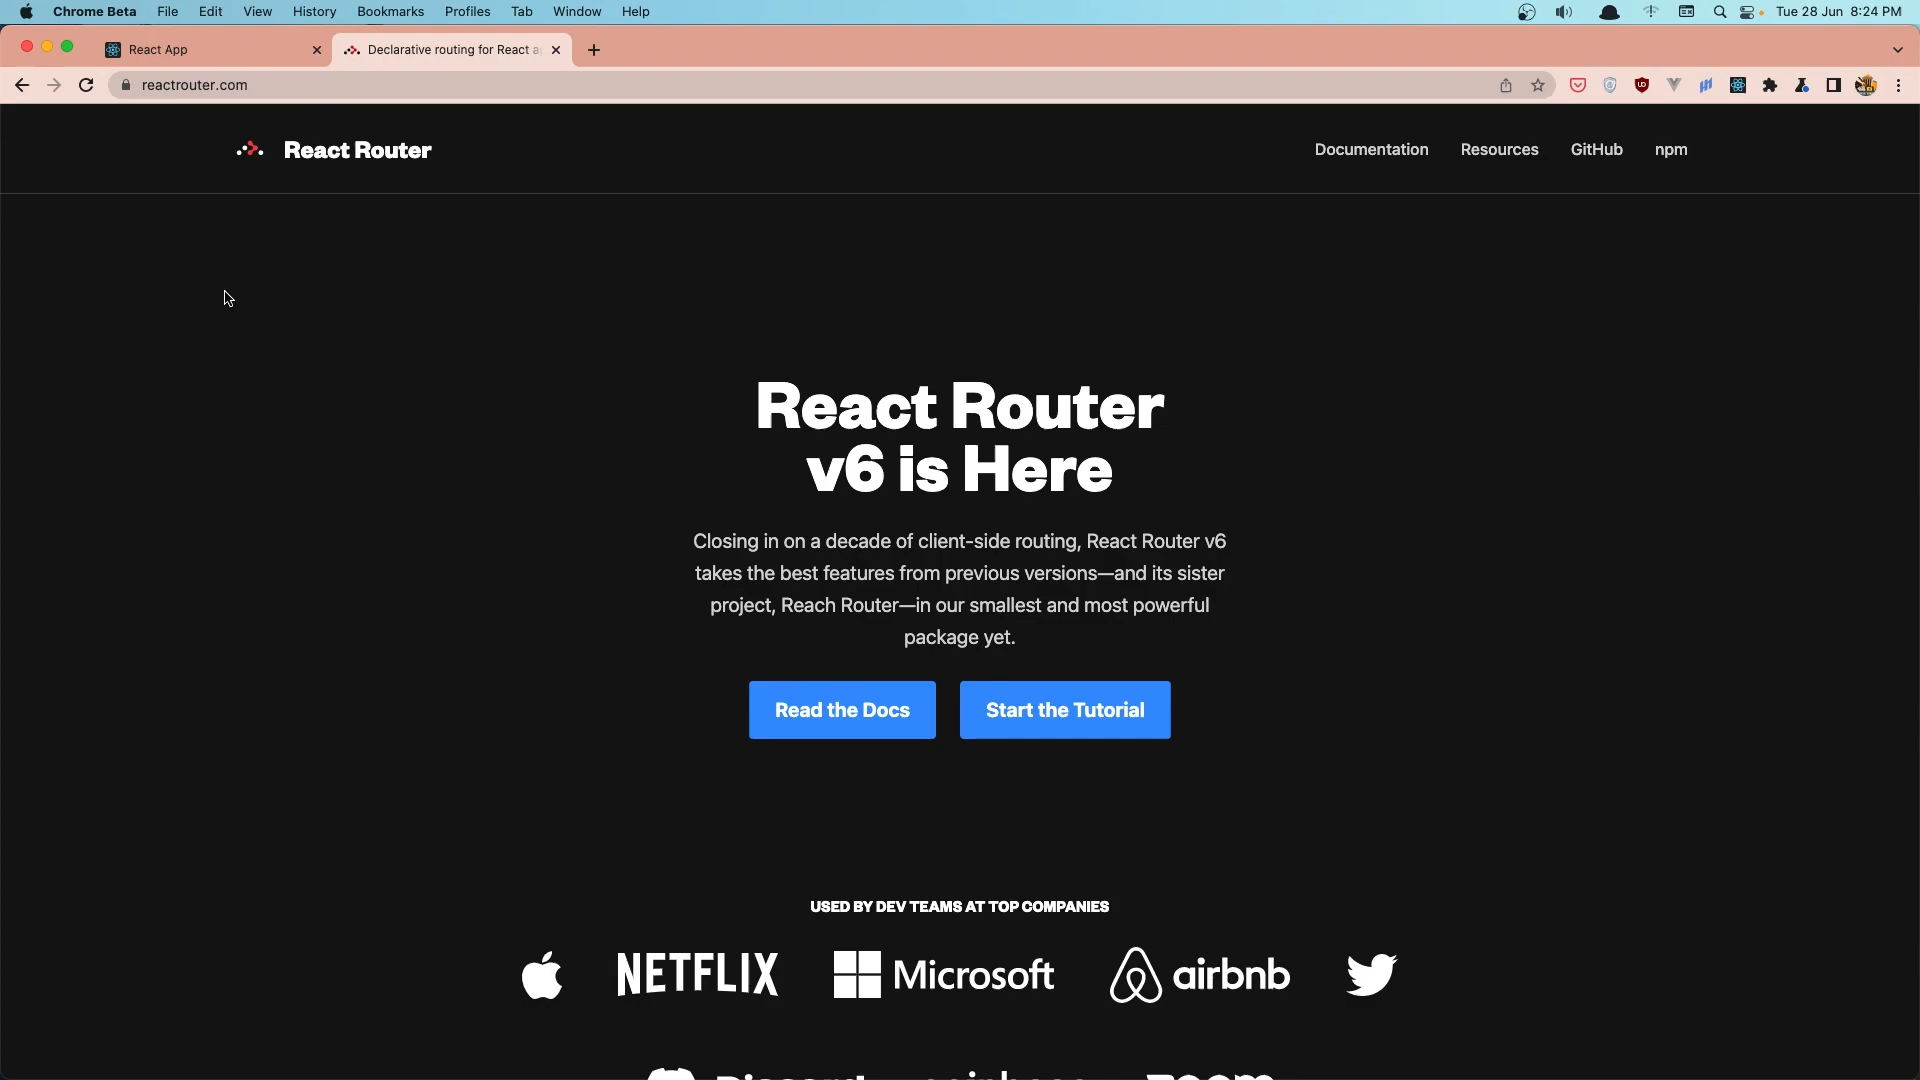 Chrome Beta File Edit View History Bookmarks Profiles Tab Window Help Tue 28 Jun 8:24 PM
React App Declarative routing for React a
reactrouter.com
React Router Documentation Resources GitHub npm
React Router
v6 is Here
Closing in on a decade of client-side routing, React Router v6
takes the best features from previous versions—and its sister
project, Reach Router—in our smallest and most powerful
package yet.
Read the Docs Start the Tutorial
USED BY DEV TEAMS AT TOP COMPANIES
NETFLIX Microsoft airbnb